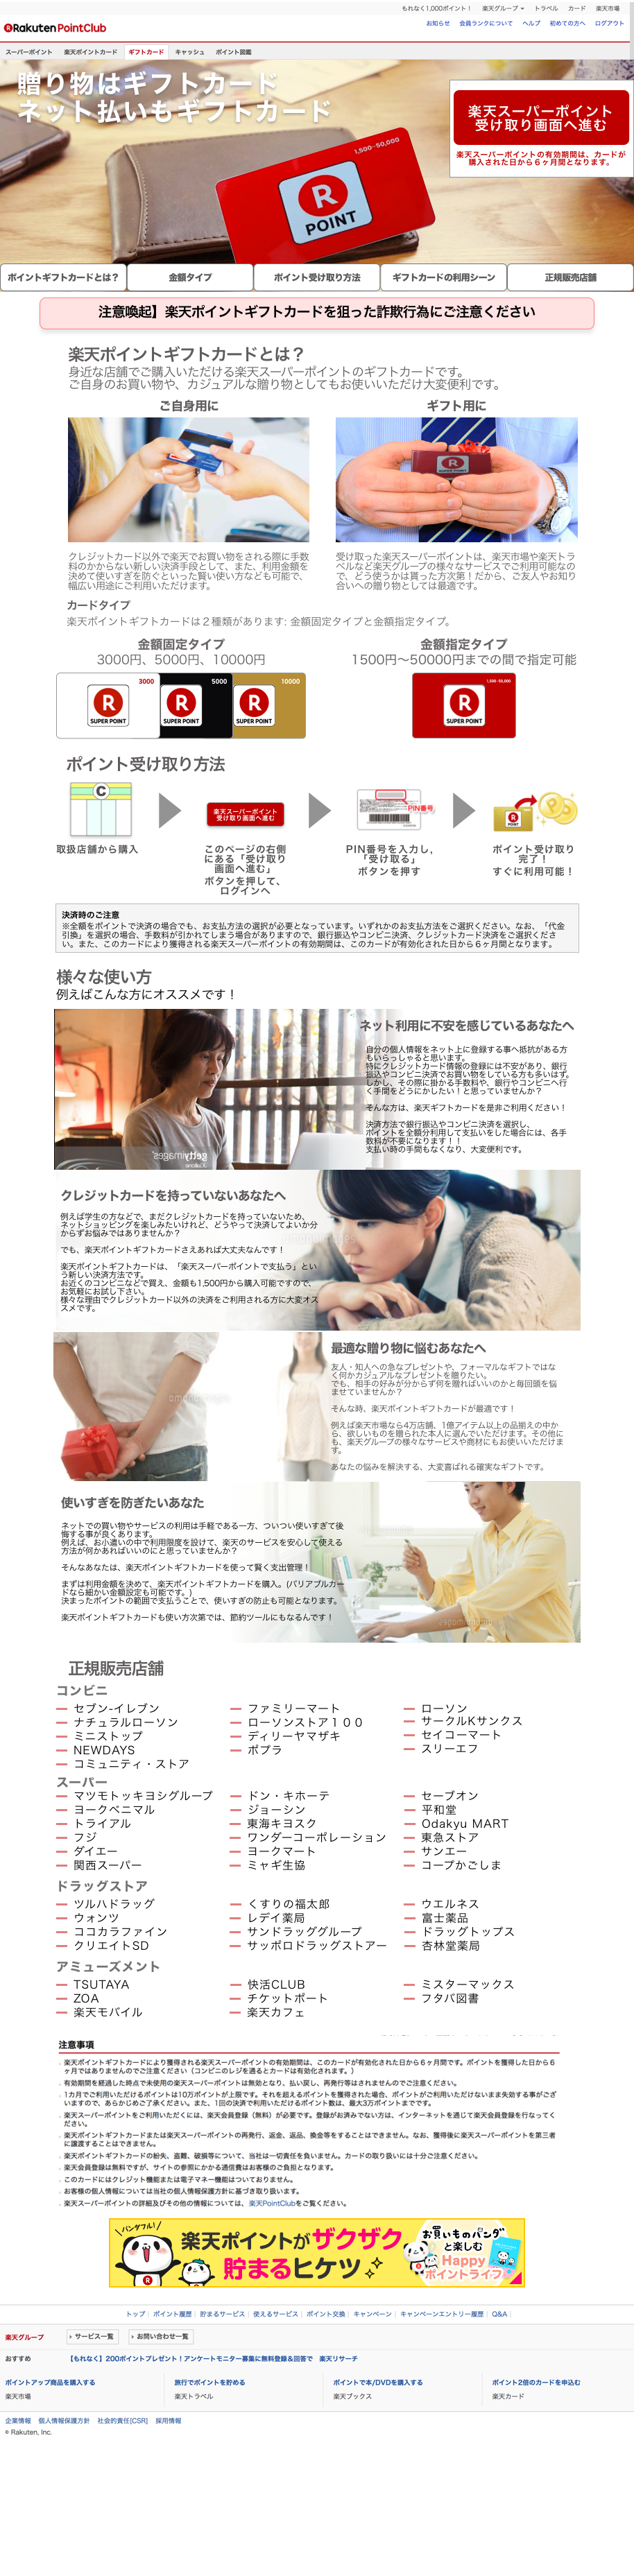 もれなく1,000ポイント！ 楽天グループ トラベル カード 楽天市場
Rakuten PointClub
お知らせ 会員ランクについて ヘルプ 初めての方へ ログアウト
スーパーポイント 楽天ポイントカード ギフトカード キャッシュ ポイント図鑑
贈り物はギフトカード
ネット払いもギフトカード
楽天スーパーポイント
受け取り画面へ進む
楽天スーパーポイントの有効期間は、カードが
購入された日から６ヶ月間となります。
1,500-50,000
R
POINT
ポイントギフトカードとは？ 金額タイプ ポイント受け取り方法 ギフトカードの利用シーン 正規販売店舗
注意喚起】楽天ポイントギフトカードを狙った詐欺行為にご注意ください
楽天ポイントギフトカードとは？
身近な店舗でご購入いただける楽天スーパーポイントのギフトカードです。
ご自身のお買い物や、カジュアルな贈り物としてもお使いいただけ大変便利です。
ご自身用に
ギフト用に
クレジットカード以外で楽天でお買い物をされる際に手数
料のかからない新しい決済手段として、また、利用金額を
決めて使いすぎを防ぐといった賢い使い方なども可能で、
幅広い用途にご利用いただけます。
受け取った楽天スーパーポイントは、楽天市場や楽天トラ
ベルなど楽天グループの様々なサービスでご利用可能なの
で、どう使うかは貰った方次第！だから、ご友人やお知り
合いへの贈り物としては最適です。
カードタイプ
楽天ポイントギフトカードは２種類があります: 金額固定タイプと金額指定タイプ。
金額固定タイプ
3000円、5000円、10000円
金額指定タイプ
1500円〜50000円までの間で指定可能
3000 5000 10000 1,500-50,000
R R R R
SUPER POINT SUPER POINT SUPER POINT SUPER POINT
ポイント受け取り方法
C
楽天スーパーポイント
受け取り画面へ進む
PIN番号
R
POINT
P
取扱店舗から購入
このページの右側
にある「受け取り
画面へ進む」
ボタンを押して、
ログインへ
PIN番号を入力し,
「受け取る」
ボタンを押す
ポイント受け取り
完了！
すぐに利用可能！
決済時のご注意
※全額をポイントで決済の場合でも、お支払方法の選択が必要となっています。いずれかのお支払方法をご選択ください。なお、「代金
引換」を選択の場合、手数料が引かれてしまう場合がありますので、銀行振込やコンビニ決済、クレジットカード決済をご選択くださ
い。また、このカードにより獲得される楽天スーパーポイントの有効期間は、このカードが有効化された日から６ヶ月間となります。
様々な使い方
例えばこんな方にオススメです！
ネット利用に不安を感じているあなたへ
自分の個人情報をネット上に登録する事へ抵抗がある方
もいらっしゃると思います。
特にクレジットカード情報の登録には不安があり、銀行
振込やコンビニ決済でお買い物をしている方も多いはず。
しかし、その際に掛かる手数料や、銀行やコンビニへ行
く手間をどうにかしたい！と思っていませんか？
そんな方は、楽天ギフトカードを是非ご利用ください！
決済方法で銀行振込やコンビニ決済を選択し、
ポイントを全額分利用して支払いをした場合には、各手
数料が不要になります！！
支払い時の手間もなくなり、大変便利です。
gettyimages
クレジットカードを持っていないあなたへ
例えば学生の方などで、まだクレジットカードを持っていないため、
ネットショッピングを楽しみたいけれど、どうやって決済してよいか分
からずお悩みではありませんか？
でも、楽天ポイントギフトカードさえあれば大丈夫なんです！
楽天ポイントギフトカードは、「楽天スーパーポイントで支払う」とい
う新しい決済方法です。
お近くのコンビニなどで買え、金額も1,500円から購入可能ですので、
お気軽にお試し下さい。
様々な理由でクレジットカード以外の決済をご利用される方に大変オス
スメです。
最適な贈り物に悩むあなたへ
友人・知人への急なプレゼントや、フォーマルなギフトではな
く何かカジュアルなプレゼントを贈りたい。
でも、相手の好みが分からず何を贈ればいいのかと毎回頭を悩
ませていませんか？
そんな時、楽天ポイントギフトカードが最適です！
例えば楽天市場なら4万店舗、1億アイテム以上の品揃えの中か
ら、欲しいものを贈られた本人に選んでいただけます。その他に
も、楽天グループの様々なサービスや商材にもお使いいただけま
す。
あなたの悩みを解決する、大変喜ばれる確実なギフトです。
使いすぎを防ぎたいあなた
ネットでの買い物やサービスの利用は手軽である一方、ついつい使いすぎて後
悔する事が良くあります。
例えば、お小遣いの中で利用限度を設けて、楽天のサービスを安心して使える
方法が何かあればいいのにと思っていませんか？
そんなあなたは、楽天ポイントギフトカードを使って賢く支出管理！
まずは利用金額を決めて、楽天ポイントギフトカードを購入。(バリアブルカー
ドなら細かい金額設定も可能です。)
決まったポイントの範囲で支払うことで、使いすぎの防止も可能となります。
楽天ポイントギフトカードも使い方次第では、節約ツールにもなるんです！
正規販売店舗
コンビニ
セブン-イレブン ファミリーマート ローソン
ナチュラルローソン ローソンストア１００ サークルKサンクス
ミニストップ ディリーヤマザキ セイコーマート
NEWDAYS ポプラ スリーエフ
コミュニティ・ストア
スーパー
マツモトッキヨシグループ ドン・キホーテ セーブオン
ヨークベニマル ジョーシン 平和堂
トライアル 東海キヨスク Odakyu MART
フジ ワンダーコーポレーション 東急ストア
ダイエー ヨークマート サンエー
関西スーパー ミャギ生協 コープかごしま
ドラッグストア
ツルハドラッグ くすりの福太郎 ウエルネス
ウォンツ レデイ薬局 富士薬品
ココカラファイン サンドラッググループ ドラッグトップス
クリエイトSD サッポロドラッグストアー 杏林堂薬局
アミューズメント
TSUTAYA 快活CLUB ミスターマックス
ZOA チケットポート フタバ図書
楽天モバイル 楽天カフェ
注意事項
楽天ポイントギフトカードにより獲得される楽天スーパーポイントの有効期間は、このカードが有効化された日から６ヶ月間です。ポイントを獲得した日から６
ヶ月ではありませんのでご注意ください（コンビニのレジを通るとカードは有効化されます。）
有効期間を経過した時点で未使用の楽天スーパーポイントは無効となり、払い戻し、再発行等はされませんのでご注意ください。
1カ月でご利用いただけるポイントは10万ポイントが上限です。それを超えるポイントを獲得された場合、ポイントがご利用いただけないまま失効する事がござ
いますので、あらかじめご了承ください。また、1回の決済で利用いただけるポイント数は、最大3万ポイントまでです。
楽天スーパーポイントをご利用いただくには、楽天会員登録（無料）が必要です。登録がお済みでない方は、インターネットを通じて楽天会員登録を行なってく
ださい。
楽天ポイントギフトカードまたは楽天スーパーポイントの再発行、返金、返品、換金等をすることはできません。なお、獲得後に楽天スーパーポイントを第三者
に譲渡することはできません。
楽天ポイントギフトカードの紛失、盗難、破損等について、当社は一切責任を負いません。カードの取り扱いには十分ご注意ください。
楽天会員登録は無料ですが、サイトの参照にかかる通信費はお客様のご負担となります。
このカードにはクレジット機能または電子マネー機能はついておりません。
お客様の個人情報については当社の個人情報保護方針に基づき取り扱います。
楽天スーパーポイントの詳細及びその他の情報については、楽天PointClubをご覧ください。
パンダフル!
楽天ポイントがザクザク
貯まるヒケツ
お買いものパンダ
と楽しむ
Happy
ポイントライフ
トップ ポイント履歴 貯まるサービス 使えるサービス ポイント交換 キャンペーン キャンペーンエントリー履歴 Q&A
楽天グループ サービス一覧 お問い合わせ一覧
おすすめ 【もれなく】200ポイントプレゼント！アンケートモニター募集に無料登録＆回答で 楽天リサーチ
ポイントアップ商品を購入する 旅行でポイントを貯める ポイントで本/DVDを購入する ポイント2倍のカードを申込む
楽天市場 楽天トラベル 楽天ブックス 楽天カード
企業情報 個人情報保護方針 社会的責任[CSR] 採用情報
© Rakuten, Inc.